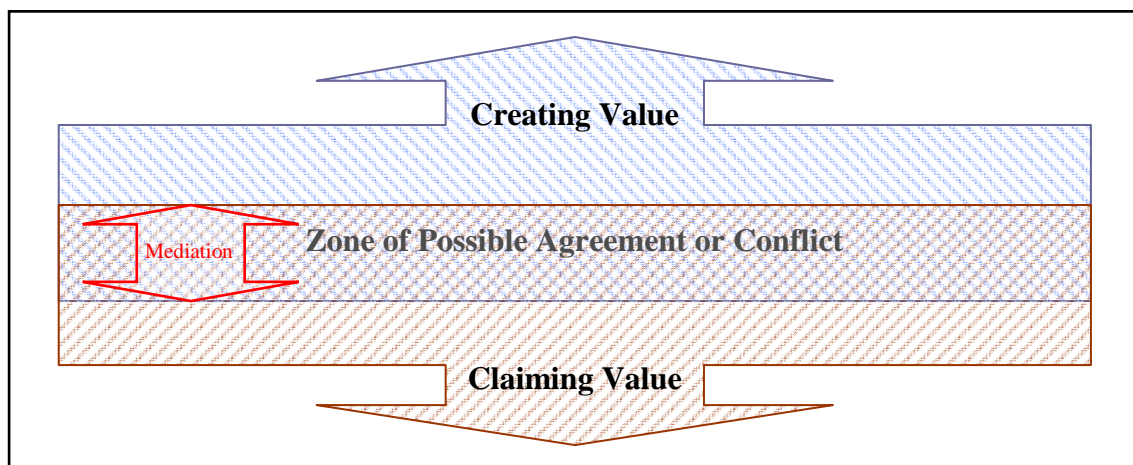 Creating Value
Zone of Possible Agreement or Conflict
Mediation
Claiming Value